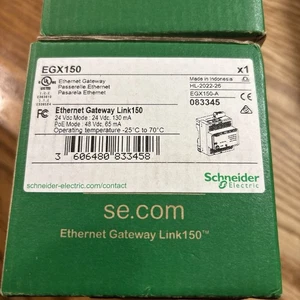 EGX150
x1
Ethernet Gateway
Passerelle Ethernet
Pasarela Ethernet
Made in Indonesia
HL-2022-26
EGX150-A
083345
Ethernet Gateway Link150
24 Vdc Mode : 24 Vdc, 130 mA
PoE Mode : 48 Vdc, 65 mA
Operating temperature -25°C to 70°C
3 606480 833458
schneider-electric.com/contact
Schneider
Electric
se.com
Ethernet Gateway Link150™